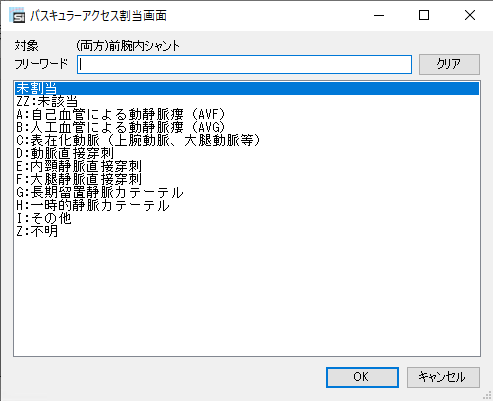 バスキュラーアクセス割当画面
対象 (両方)前腕内シャント
フリーワード クリア
未割当
ZZ:未該当
A:自己血管による動静脈瘻（AVF）
B:人工血管による動静脈瘻（AVG）
C:表在化動脈（上腕動脈、大腿動脈等）
D:動脈直接穿刺
E:内頸静脈直接穿刺
F:大腿静脈直接穿刺
G:長期留置静脈カテーテル
H:一時的静脈カテーテル
I:その他
Z:不明
OK キャンセル